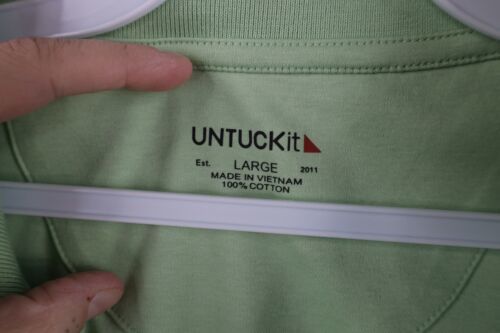 UNTUCKit
Est. LARGE 2011
MADE IN VIETNAM
100% COTTON